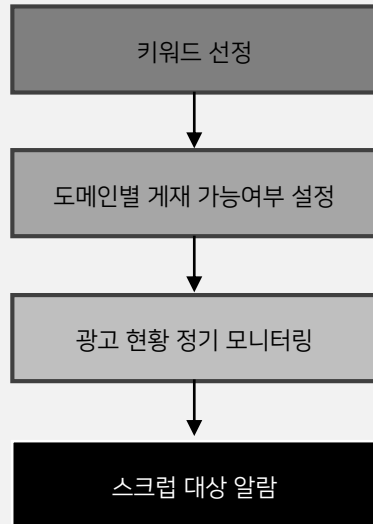 키워드 선정
도메인별 게재 가능여부 설정
광고 현황 정기 모니터링
스크럽 대상 알람